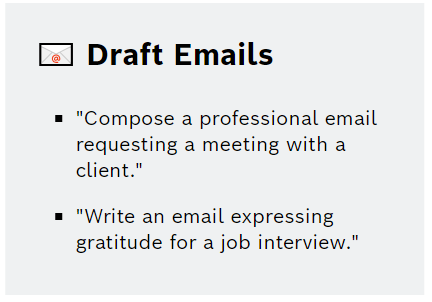 Draft Emails
"Compose a professional email
requesting a meeting with a
client."
"Write an email expressing
gratitude for a job interview."